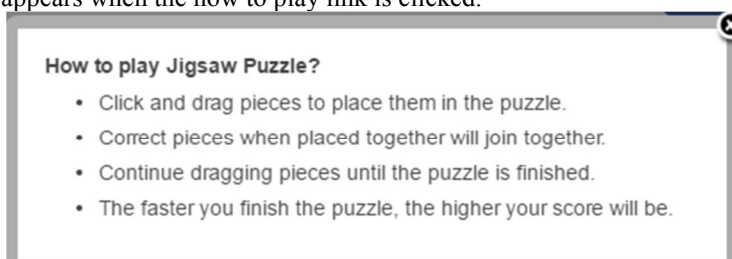 appears when the how to play link is clicked:
How to play Jigsaw Puzzle?
• Click and drag pieces to place them in the puzzle.
• Correct pieces when placed together will join together.
• Continue dragging pieces until the puzzle is finished.
• The faster you finish the puzzle, the higher your score will be.